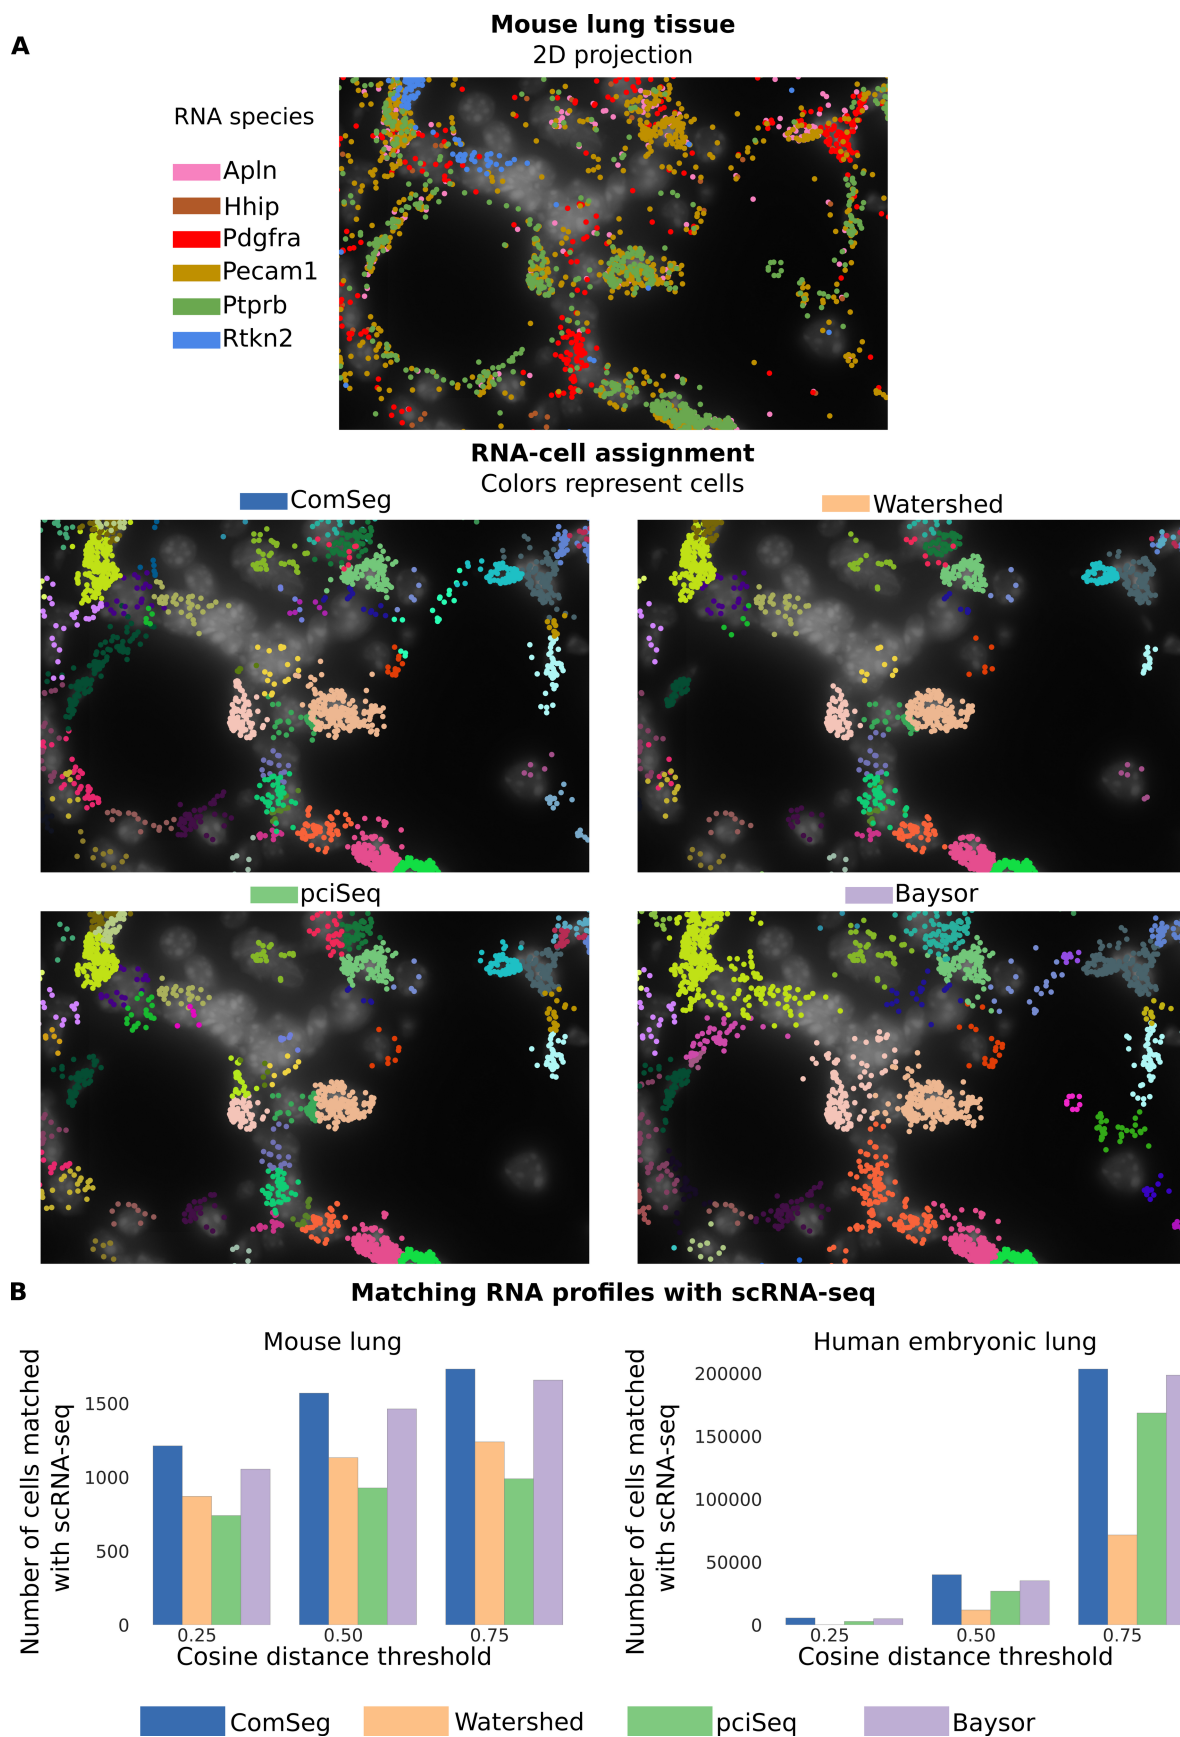 A
Mouse lung tissue
2D projection
RNA species
Apln
Hhip
Pdgfra
Pecam1
Ptprb
Rtkn2
RNA-cell assignment
Colors represent cells
ComSeg
Watershed
pciSeq
Baysor
B
Matching RNA profiles with scRNA-seq
Mouse lung
Number of cells matched
with scRNA-seq
1500
1000
500
0
0.25 0.50 0.75
Cosine distance threshold
Human embryonic lung
Number of cells matched
with scRNA-seq
200000
150000
100000
50000
0
0.25 0.50 0.75
Cosine distance threshold
ComSeg Watershed pciSeq Baysor